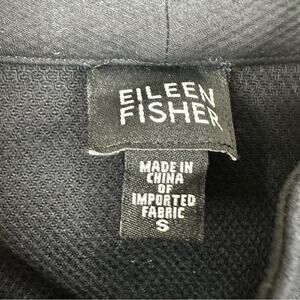 EILEEN
FISHER
MADE IN
CHINA
OF
IMPORTED
FABRIC
S